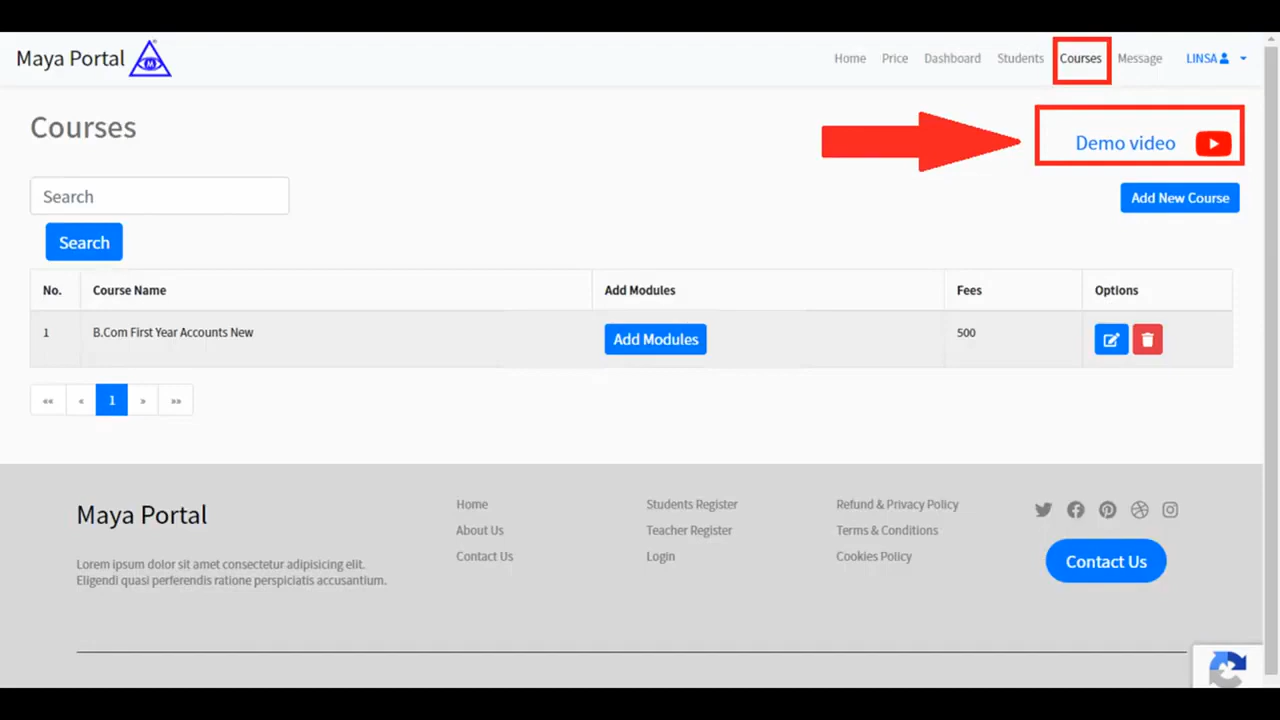 Maya Portal
Home Price Dashboard Students Courses Message LINSA
Courses
Demo video
Search
Add New Course
Search
No. Course Name Add Modules Fees Options
1 B.Com First Year Accounts New Add Modules 500
«« « 1 » »»
Maya Portal
Home Students Register Refund & Privacy Policy
About Us Teacher Register Terms & Conditions
Contact Us Login Cookies Policy
Contact Us
Lorem ipsum dolor sit amet consectetur adipisicing elit.
Eligendi quasi perferendis ratione perspiciatis accusantium.